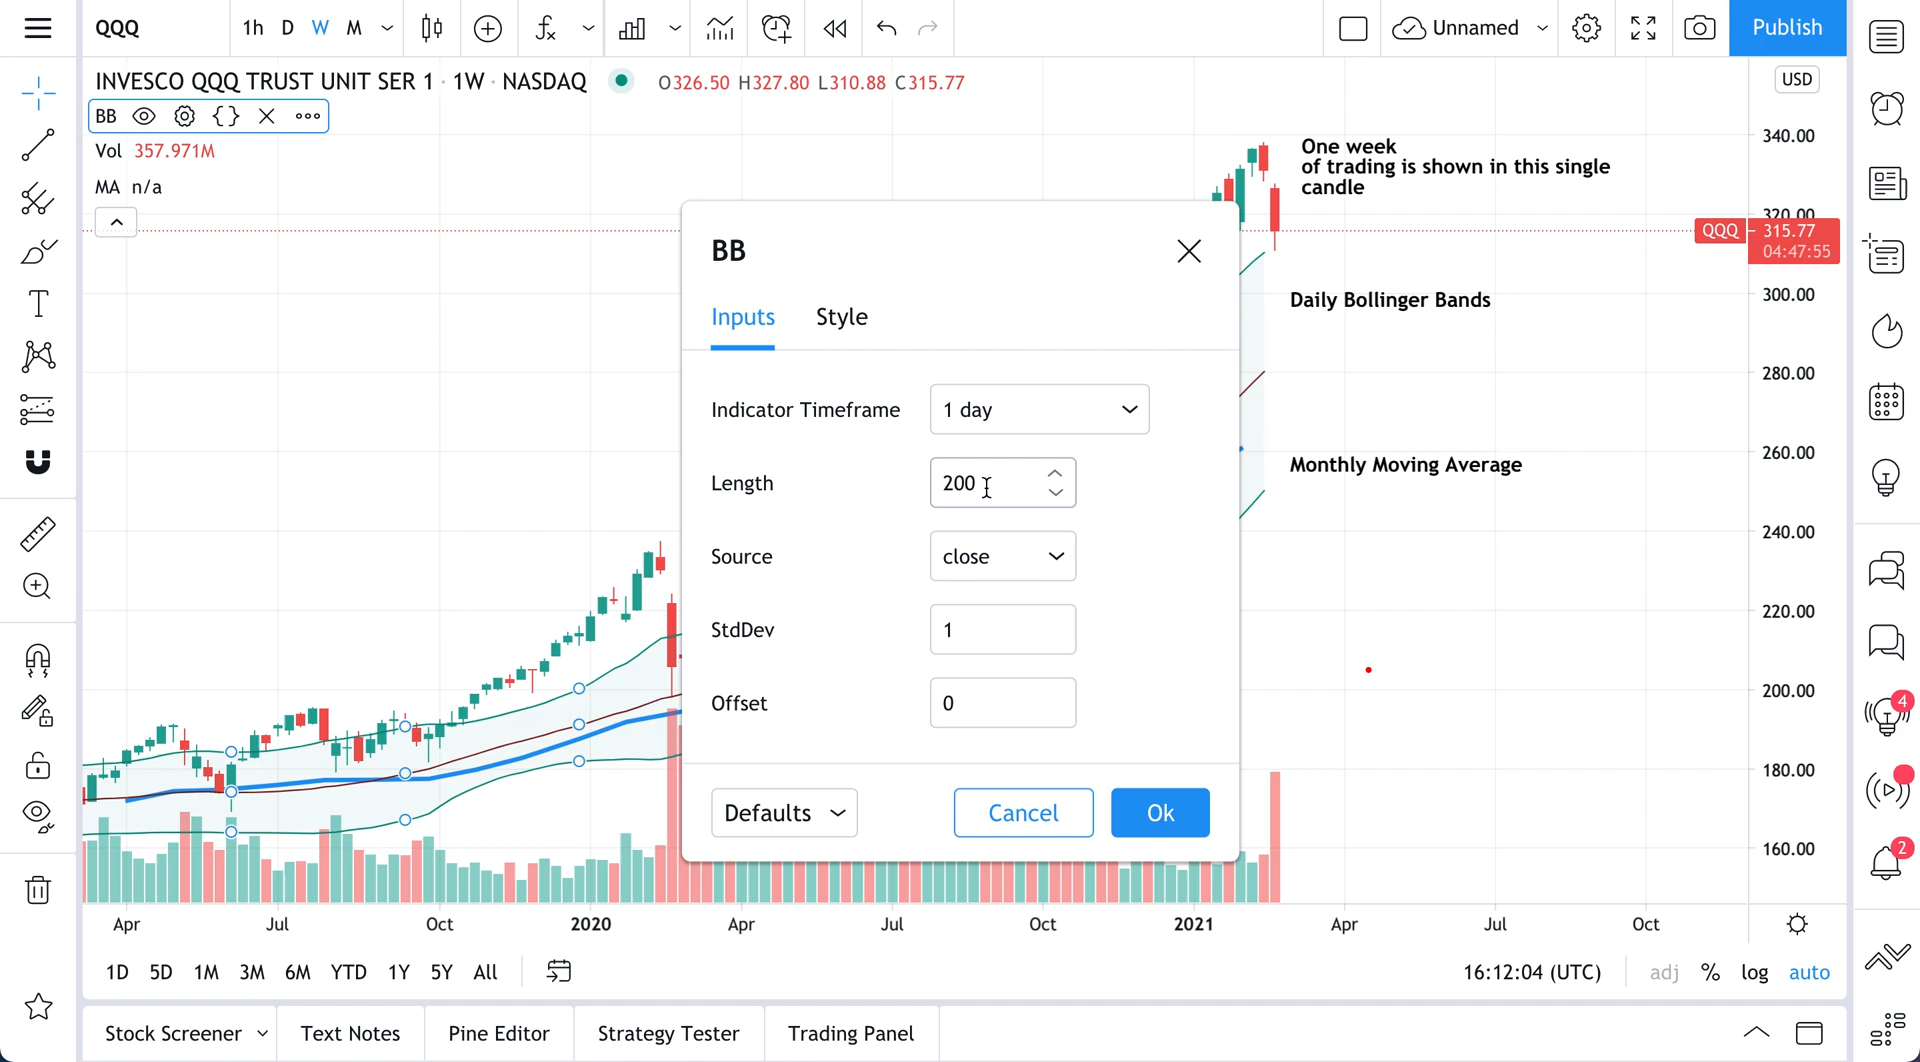 QQQ 1h D W M Unnamed Publish
INVESCO QQQ TRUST UNIT SER 1 · 1W · NASDAQ O326.50 H327.80 L310.88 C315.77
USD
BB
Vol 357.971M
MA n/a
340.00
One week
of trading is shown in this single
candle
320.00
QQQ 315.77
04:47:55
300.00
Daily Bollinger Bands
280.00
260.00
Monthly Moving Average
240.00
220.00
200.00
180.00
160.00
BB
Inputs Style
Indicator Timeframe 1 day
Length 200
Source close
StdDev 1
Offset 0
Defaults Cancel Ok
Apr Jul Oct 2020 Apr Jul Oct 2021 Apr Jul Oct
1D 5D 1M 3M 6M YTD 1Y 5Y All 16:12:04 (UTC) adj % log auto
Stock Screener Text Notes Pine Editor Strategy Tester Trading Panel
4
2